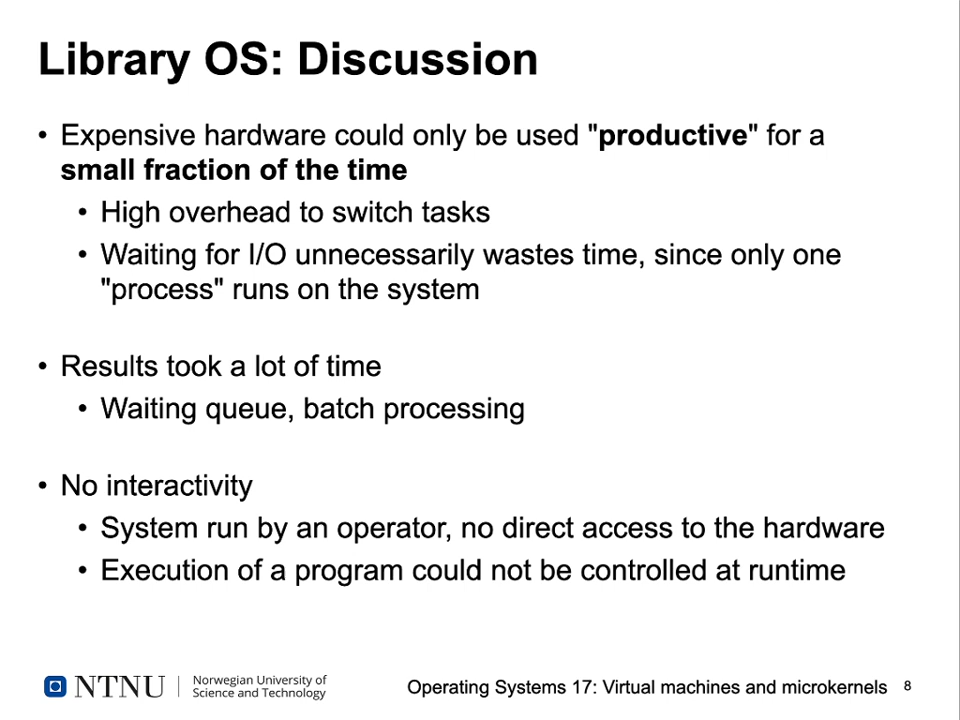 Library OS: Discussion
• Expensive hardware could only be used "productive" for a
small fraction of the time
• High overhead to switch tasks
• Waiting for I/O unnecessarily wastes time, since only one
"process" runs on the system
• Results took a lot of time
• Waiting queue, batch processing
• No interactivity
• System run by an operator, no direct access to the hardware
• Execution of a program could not be controlled at runtime
NTNU
Norwegian University of
Science and Technology
Operating Systems 17: Virtual machines and microkernels 8